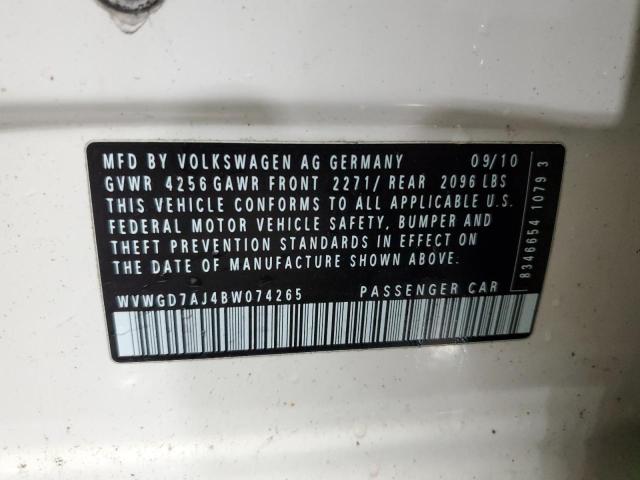 MFD BY VOLKSWAGEN AG GERMANY 09/10
GVWR 4256 GAWR FRONT 2271/ REAR 2096 LBS
THIS VEHICLE CONFORMS TO ALL APPLICABLE U.S.
FEDERAL MOTOR VEHICLE SAFETY, BUMPER AND
THEFT PREVENTION STANDARDS IN EFFECT ON
THE DATE OF MANUFACTURE SHOWN ABOVE.
WVWGD7AJ4BW074265 PASSENGER CAR
8346654 1079 3